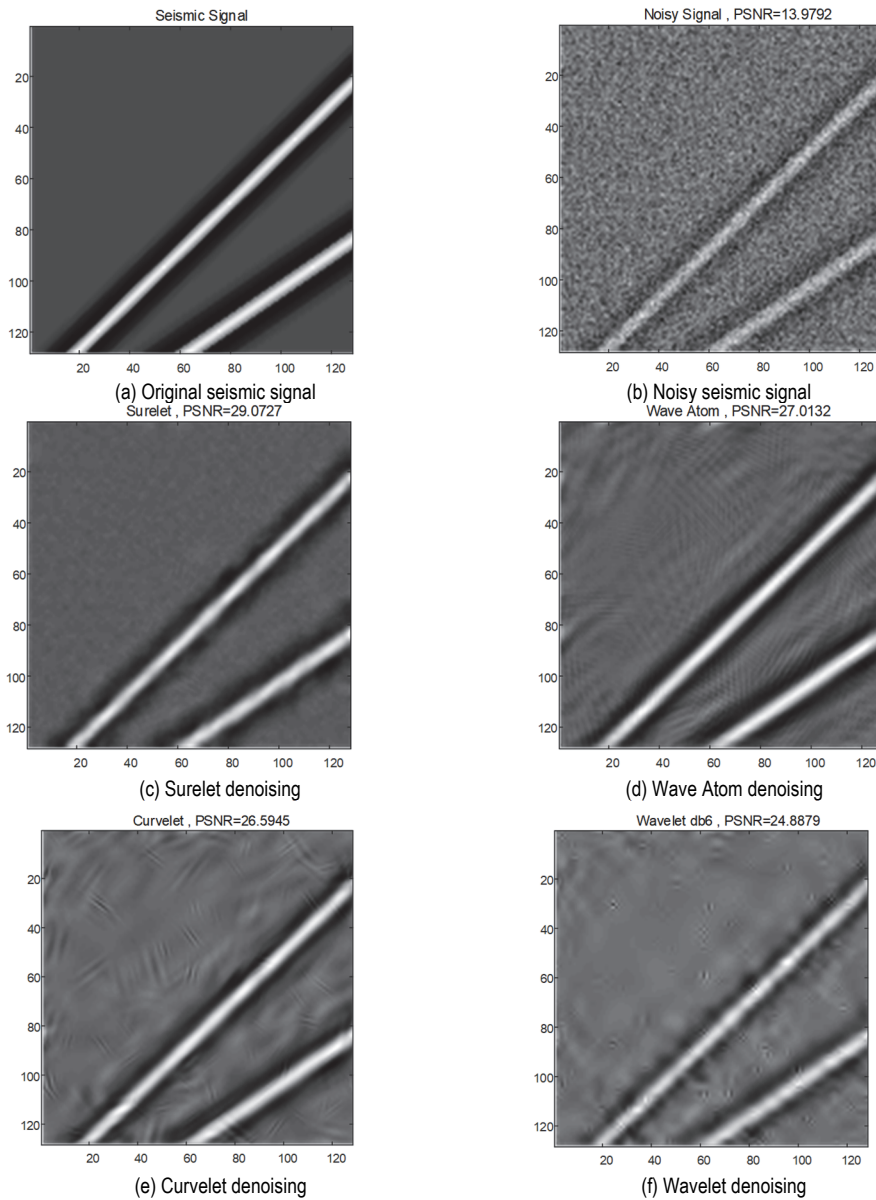 Seismic Signal
20
40
60
80
100
120
20 40 60 80 100 120
(a) Original seismic signal
Noisy Signal , PSNR=13.9792
20
40
60
80
100
120
20 40 60 80 100 120
(b) Noisy seismic signal
Surelet , PSNR=29.0727
20
40
60
80
100
120
20 40 60 80 100 120
(c) Surelet denoising
Wave Atom , PSNR=27.0132
20
40
60
80
100
120
20 40 60 80 100 120
(d) Wave Atom denoising
Curvelet , PSNR=26.5945
20
40
60
80
100
120
20 40 60 80 100 120
(e) Curvelet denoising
Wavelet db6 , PSNR=24.8879
20
40
60
80
100
120
20 40 60 80 100 120
(f) Wavelet denoising